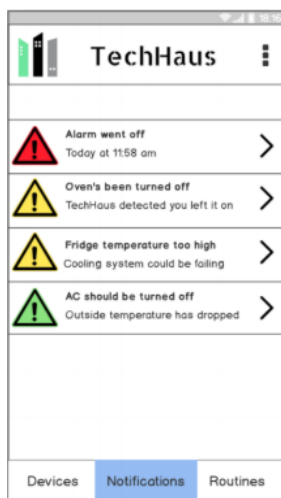 18:16
TechHaus
Alarm went off
Today at 11:58 am
Oven's been turned off
TechHaus detected you left it on
Fridge temperature too high
Cooling system could be failing
AC should be turned off
Outside temperature has dropped
Devices Notifications Routines